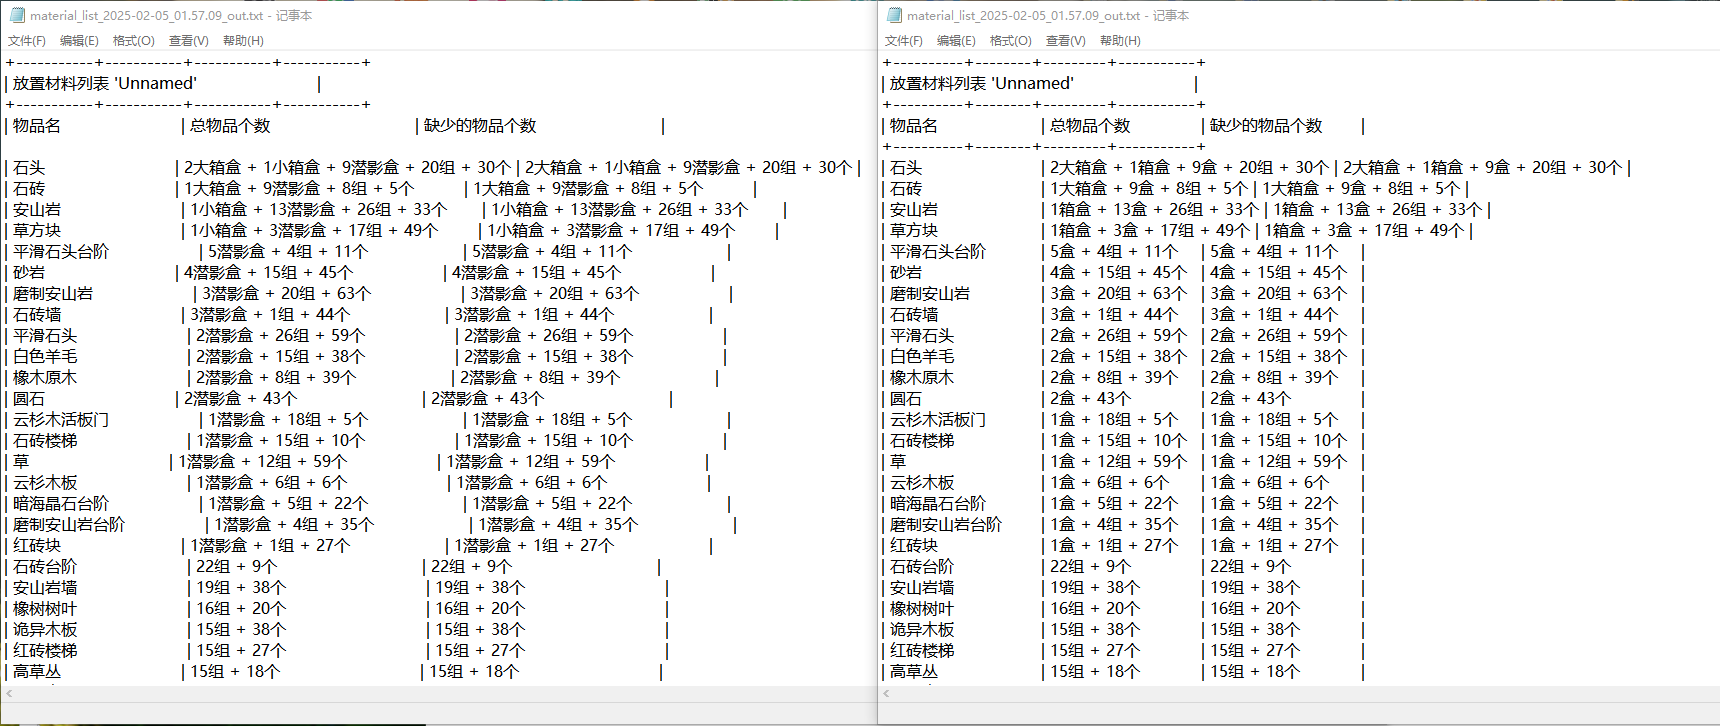 material_list_2025-02-05_01.57.09_out.txt - 记事本
文件(F) 编辑(E) 格式(O) 查看(V) 帮助(H)
+----------+----------+----------+----------+
| 放置材料列表 'Unnamed' |
+----------+----------+----------+----------+
| 物品名 | 总物品个数 | 缺少的物品个数 |
| 石头 | 2大箱盒 + 1小箱盒 + 9潜影盒 + 20组 + 30个 | 2大箱盒 + 1小箱盒 + 9潜影盒 + 20组 + 30个 |
| 石砖 | 1大箱盒 + 9潜影盒 + 8组 + 5个 | 1大箱盒 + 9潜影盒 + 8组 + 5个 |
| 安山岩 | 1小箱盒 + 13潜影盒 + 26组 + 33个 | 1小箱盒 + 13潜影盒 + 26组 + 33个 |
| 草方块 | 1小箱盒 + 3潜影盒 + 17组 + 49个 | 1小箱盒 + 3潜影盒 + 17组 + 49个 |
| 平滑石头台阶 | 5潜影盒 + 4组 + 11个 | 5潜影盒 + 4组 + 11个 |
| 砂岩 | 4潜影盒 + 15组 + 45个 | 4潜影盒 + 15组 + 45个 |
| 磨制安山岩 | 3潜影盒 + 20组 + 63个 | 3潜影盒 + 20组 + 63个 |
| 石砖墙 | 3潜影盒 + 1组 + 44个 | 3潜影盒 + 1组 + 44个 |
| 平滑石头 | 2潜影盒 + 26组 + 59个 | 2潜影盒 + 26组 + 59个 |
| 白色羊毛 | 2潜影盒 + 15组 + 38个 | 2潜影盒 + 15组 + 38个 |
| 橡木原木 | 2潜影盒 + 8组 + 39个 | 2潜影盒 + 8组 + 39个 |
| 圆石 | 2潜影盒 + 43个 | 2潜影盒 + 43个 |
| 云杉木活板门 | 1潜影盒 + 18组 + 5个 | 1潜影盒 + 18组 + 5个 |
| 石砖楼梯 | 1潜影盒 + 15组 + 10个 | 1潜影盒 + 15组 + 10个 |
| 草 | 1潜影盒 + 12组 + 59个 | 1潜影盒 + 12组 + 59个 |
| 云杉木板 | 1潜影盒 + 6组 + 6个 | 1潜影盒 + 6组 + 6个 |
| 暗海晶石台阶 | 1潜影盒 + 5组 + 22个 | 1潜影盒 + 5组 + 22个 |
| 磨制安山岩台阶 | 1潜影盒 + 4组 + 35个 | 1潜影盒 + 4组 + 35个 |
| 红砖块 | 1潜影盒 + 1组 + 27个 | 1潜影盒 + 1组 + 27个 |
| 石砖台阶 | 22组 + 9个 | 22组 + 9个 |
| 安山岩墙 | 19组 + 38个 | 19组 + 38个 |
| 橡树树叶 | 16组 + 20个 | 16组 + 20个 |
| 诡异木板 | 15组 + 38个 | 15组 + 38个 |
| 红砖楼梯 | 15组 + 27个 | 15组 + 27个 |
| 高草丛 | 15组 + 18个 | 15组 + 18个 |
material_list_2025-02-05_01.57.09_out.txt - 记事本
文件(F) 编辑(E) 格式(O) 查看(V) 帮助(H)
+----------+--------+--------+-----------+
| 放置材料列表 'Unnamed' |
+----------+--------+--------+-----------+
| 物品名 | 总物品个数 | 缺少的物品个数 |
+----------+--------+--------+-----------+
| 石头 | 2大箱盒 + 1箱盒 + 9盒 + 20组 + 30个 | 2大箱盒 + 1箱盒 + 9盒 + 20组 + 30个 |
| 石砖 | 1大箱盒 + 9盒 + 8组 + 5个 | 1大箱盒 + 9盒 + 8组 + 5个 |
| 安山岩 | 1箱盒 + 13盒 + 26组 + 33个 | 1箱盒 + 13盒 + 26组 + 33个 |
| 草方块 | 1箱盒 + 3盒 + 17组 + 49个 | 1箱盒 + 3盒 + 17组 + 49个 |
| 平滑石头台阶 | 5盒 + 4组 + 11个 | 5盒 + 4组 + 11个 |
| 砂岩 | 4盒 + 15组 + 45个 | 4盒 + 15组 + 45个 |
| 磨制安山岩 | 3盒 + 20组 + 63个 | 3盒 + 20组 + 63个 |
| 石砖墙 | 3盒 + 1组 + 44个 | 3盒 + 1组 + 44个 |
| 平滑石头 | 2盒 + 26组 + 59个 | 2盒 + 26组 + 59个 |
| 白色羊毛 | 2盒 + 15组 + 38个 | 2盒 + 15组 + 38个 |
| 橡木原木 | 2盒 + 8组 + 39个 | 2盒 + 8组 + 39个 |
| 圆石 | 2盒 + 43个 | 2盒 + 43个 |
| 云杉木活板门 | 1盒 + 18组 + 5个 | 1盒 + 18组 + 5个 |
| 石砖楼梯 | 1盒 + 15组 + 10个 | 1盒 + 15组 + 10个 |
| 草 | 1盒 + 12组 + 59个 | 1盒 + 12组 + 59个 |
| 云杉木板 | 1盒 + 6组 + 6个 | 1盒 + 6组 + 6个 |
| 暗海晶石台阶 | 1盒 + 5组 + 22个 | 1盒 + 5组 + 22个 |
| 磨制安山岩台阶 | 1盒 + 4组 + 35个 | 1盒 + 4组 + 35个 |
| 红砖块 | 1盒 + 1组 + 27个 | 1盒 + 1组 + 27个 |
| 石砖台阶 | 22组 + 9个 | 22组 + 9个 |
| 安山岩墙 | 19组 + 38个 | 19组 + 38个 |
| 橡树树叶 | 16组 + 20个 | 16组 + 20个 |
| 诡异木板 | 15组 + 38个 | 15组 + 38个 |
| 红砖楼梯 | 15组 + 27个 | 15组 + 27个 |
| 高草丛 | 15组 + 18个 | 15组 + 18个 |